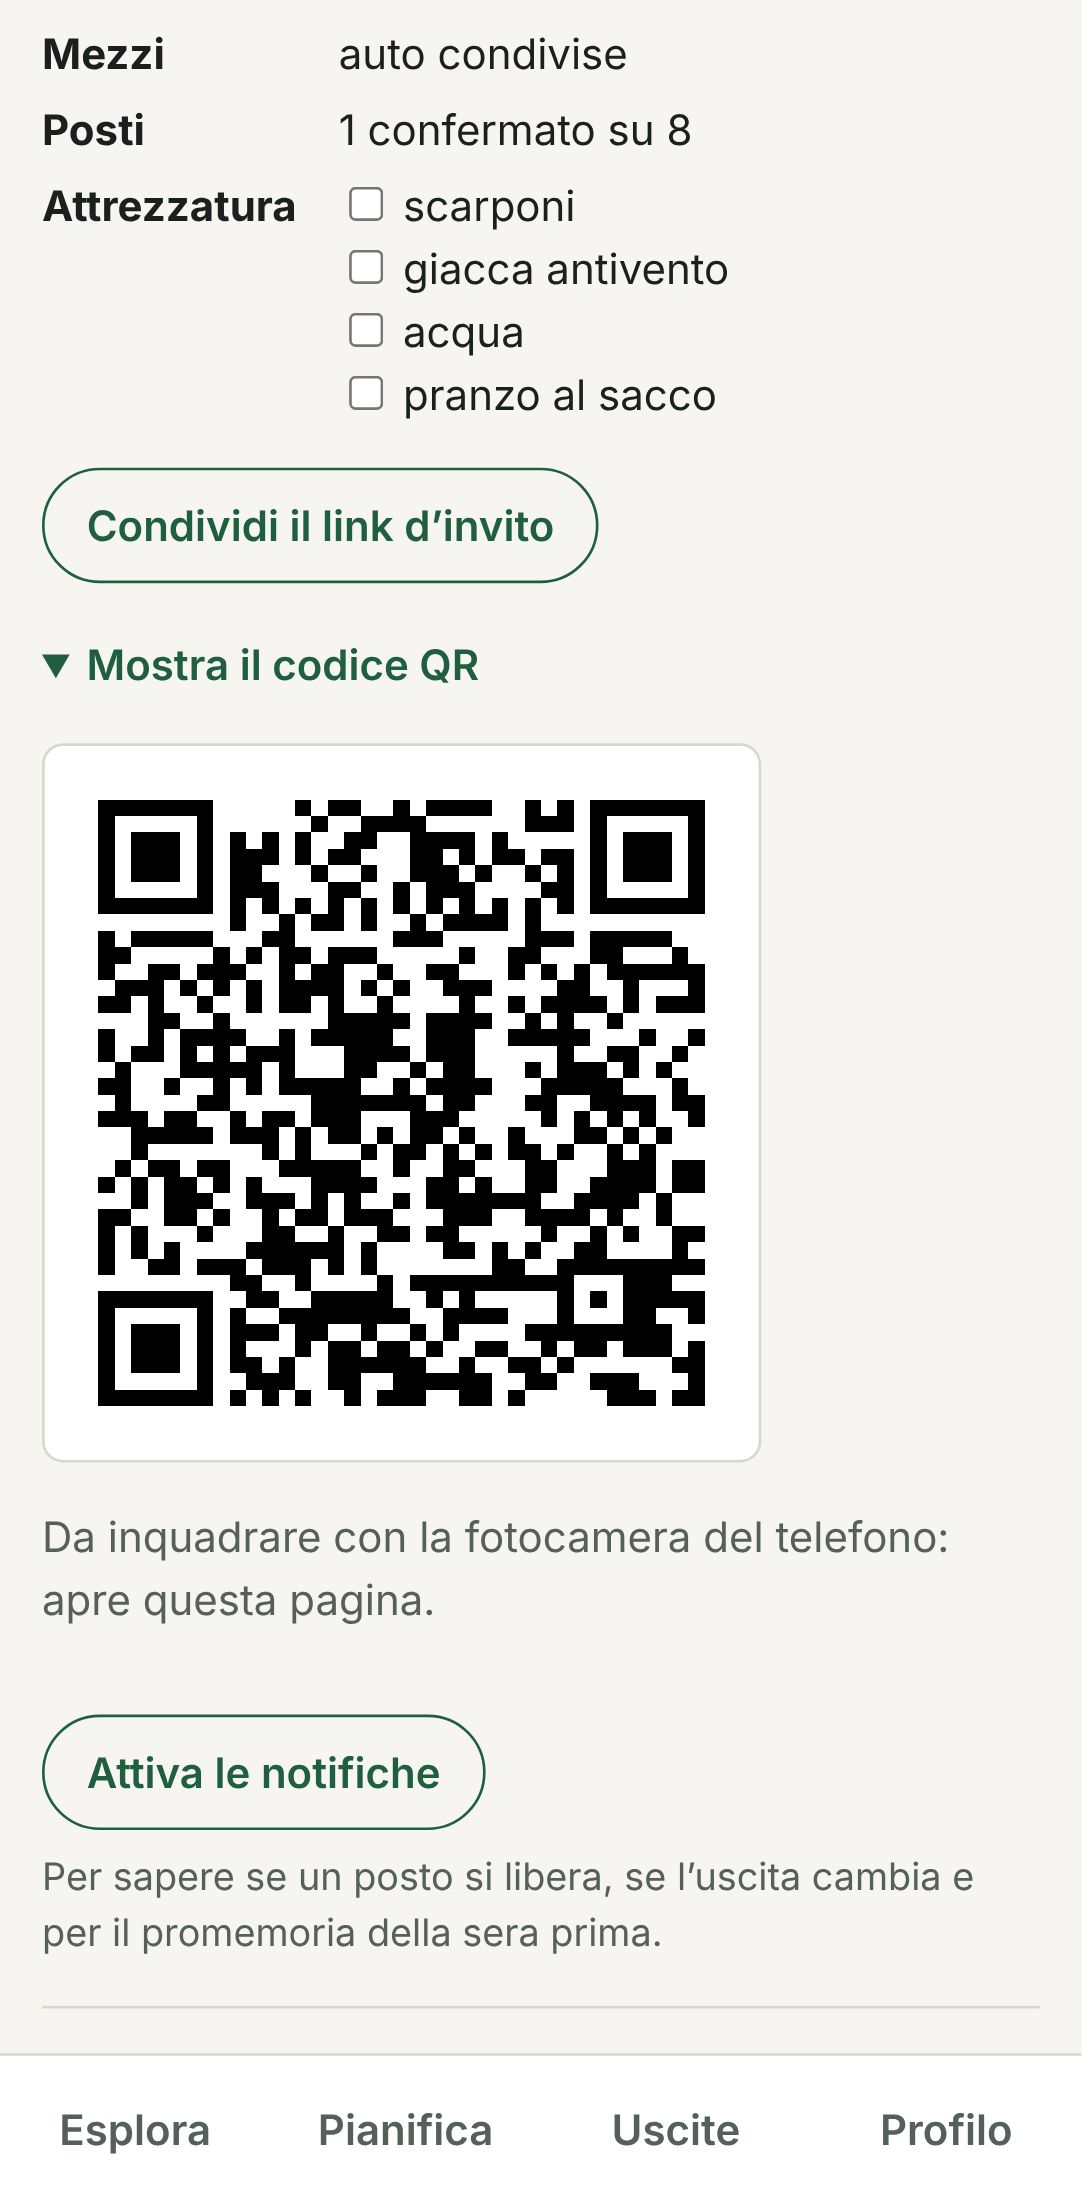 Mezzi auto condivise
Posti 1 confermato su 8
Attrezzatura scarponi
giacca antivento
acqua
pranzo al sacco
Condividi il link d’invito
▼ Mostra il codice QR
Da inquadrare con la fotocamera del telefono:
apre questa pagina.
Attiva le notifiche
Per sapere se un posto si libera, se l’uscita cambia e
per il promemoria della sera prima.
Esplora Pianifica Uscite Profilo